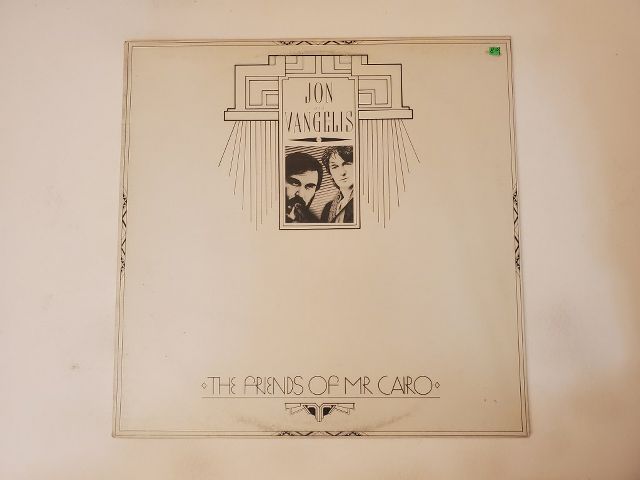 JON
and
VANGELIS
THE FRIENDS OF MR CAIRO